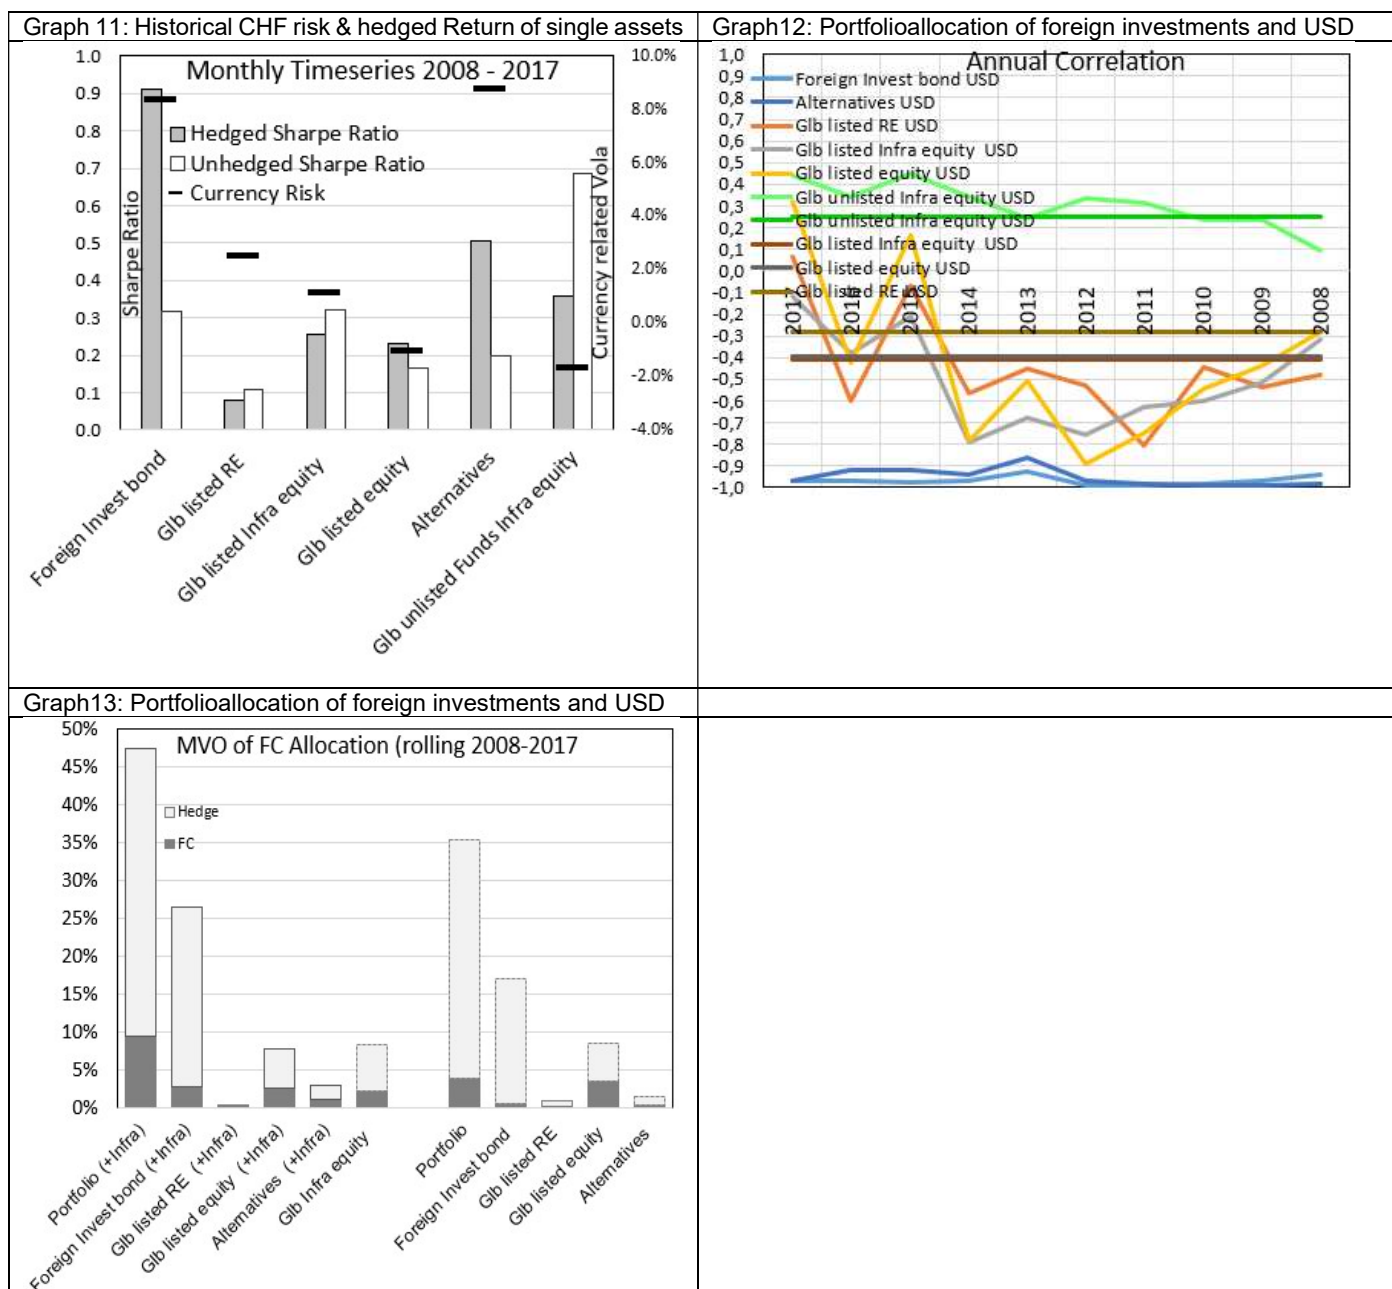 Graph 11: Historical CHF risk & hedged Return of single assets
Monthly Timeseries 2008 - 2017
Hedged Sharpe Ratio
Unhedged Sharpe Ratio
Currency Risk
Sharpe Ratio
Currency related Vola
1.0
0.9
0.8
0.7
0.6
0.5
0.4
0.3
0.2
0.1
0.0
10.0%
8.0%
6.0%
4.0%
2.0%
0.0%
-2.0%
-4.0%
Foreign Invest bond
Glb listed RE
Glb listed Infra equity
Glb listed equity
Alternatives
Glb unlisted Funds Infra equity
Graph12: Portfolioallocation of foreign investments and USD
Annual Correlation
1,0
0,9
0,8
0,7
0,6
0,5
0,4
0,3
0,2
0,1
0,0
-0,1
-0,2
-0,3
-0,4
-0,5
-0,6
-0,7
-0,8
-0,9
-1,0
Foreign Invest bond USD
Alternatives USD
Glb listed RE USD
Glb listed Infra equity USD
Glb listed equity USD
Glb unlisted Infra equity USD
Glb unlisted Infra equity USD
Glb listed Infra equity USD
Glb listed equity USD
Glb listed RE USD
2014
2013
2012
2011
2010
2009
2008
Graph13: Portfolioallocation of foreign investments and USD
MVO of FC Allocation (rolling 2008-2017
Hedge
FC
50%
45%
40%
35%
30%
25%
20%
15%
10%
5%
0%
Portfolio (+Infra)
Foreign Invest bond (+Infra)
Glb listed RE (+Infra)
Glb listed equity (+Infra)
Alternatives (+Infra)
Glb Infra equity
Portfolio
Foreign Invest bond
Glb listed RE
Glb listed equity
Alternatives